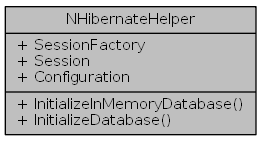 NHibernateHelper
+ SessionFactory
+ Session
+ Configuration
+ InitializeInMemoryDatabase()
+ InitializeDatabase()